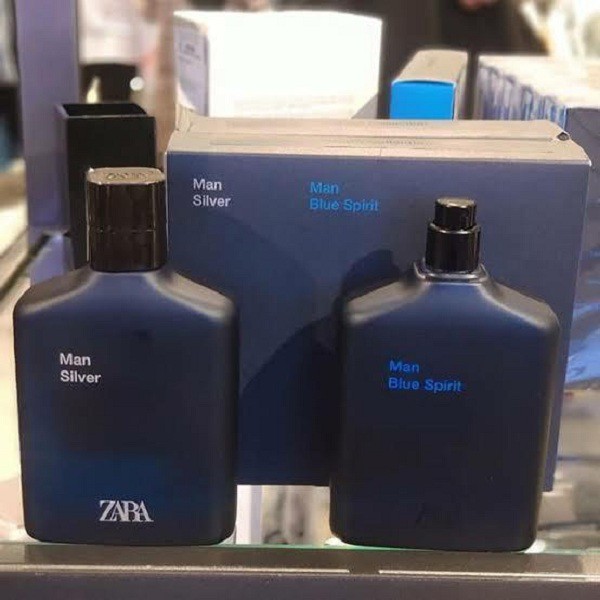 Man
Silver
Man
Blue Spirit
Man
Silver
ZARA
Man
Blue Spirit